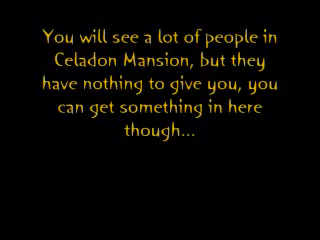 You will see a lot of people in
Celadon Mansion, but they
have nothing to give you, you
can get something in here
though...